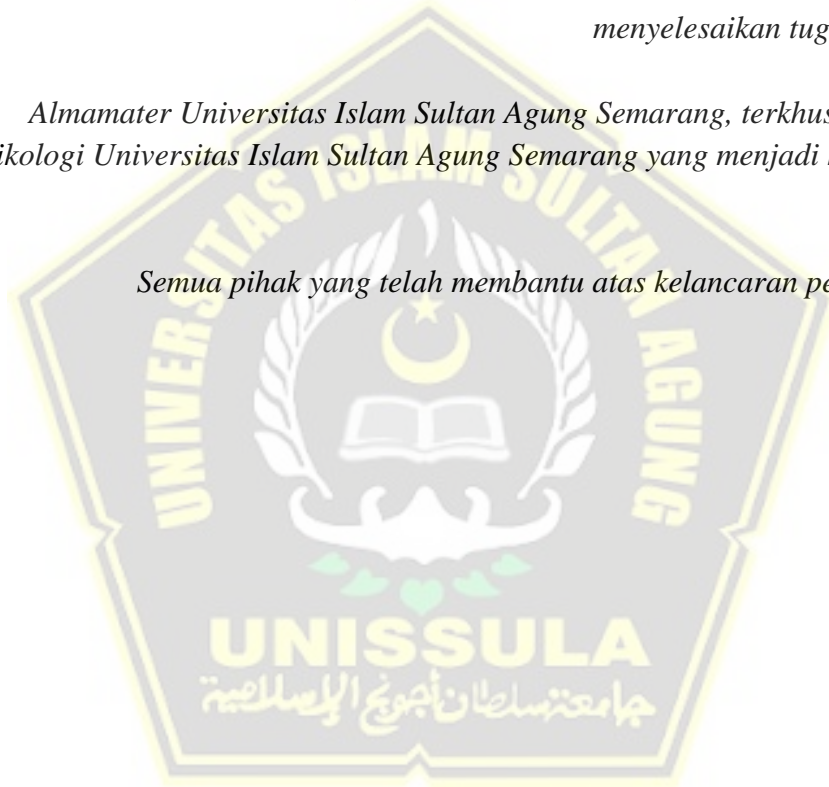 menyelesaikan tug
Almamater Universitas Islam Sultan Agung Semarang, terkhus
ikologi Universitas Islam Sultan Agung Semarang yang menjadi
Semua pihak yang telah membantu atas kelancaran pe
UNIVERSITAS ISLAM SULTAN AGUNG
UNISSULA
جامعة سلطان أجونج الإسلامية